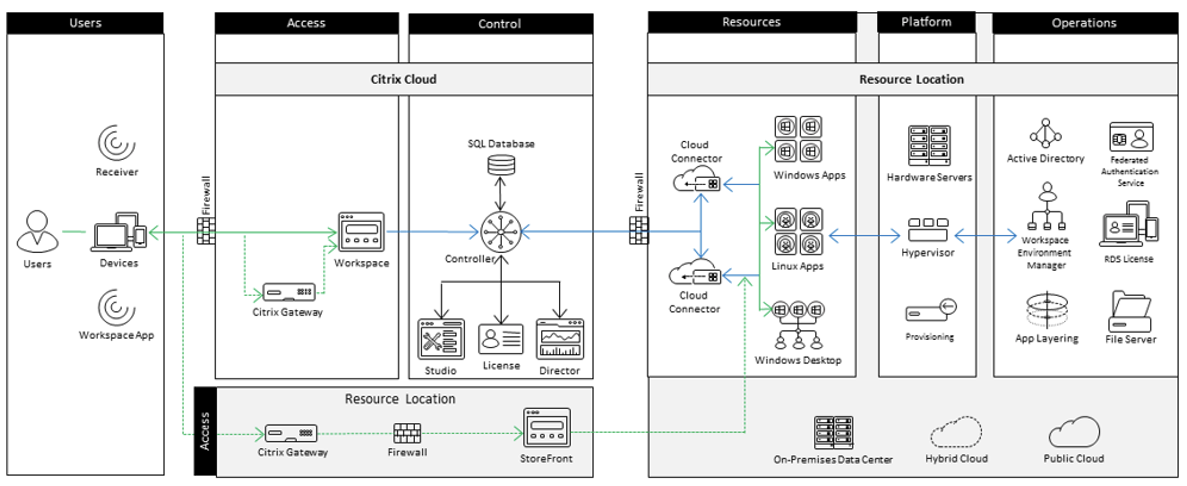 Users
Access
Control
Resources
Platform
Operations
Citrix Cloud
Resource Location
Receiver
Users
Devices
Workspace App
Firewall
Workspace
Citrix Gateway
SQL Database
Controller
Studio
License
Director
Firewall
Cloud
Connector
Cloud
Connector
Windows Apps
Linux Apps
Windows Desktop
Hardware Servers
Hypervisor
Provisioning
Active Directory
Federated
Authentication
Service
Workspace
Environment
Manager
RDS License
App Layering
File Server
Access
Resource Location
Citrix Gateway
Firewall
StoreFront
On-Premises Data Center
Hybrid Cloud
Public Cloud